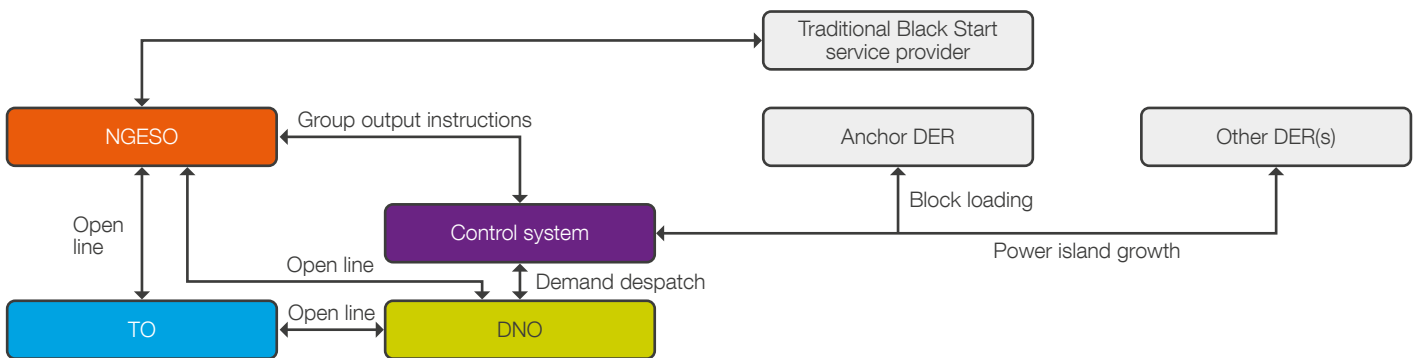 Traditional Black Start
service provider
NGESO
Group output instructions
Anchor DER
Other DER(s)
Block loading
Open
line
Control system
Power island growth
Open line
Demand despatch
TO
Open line
DNO